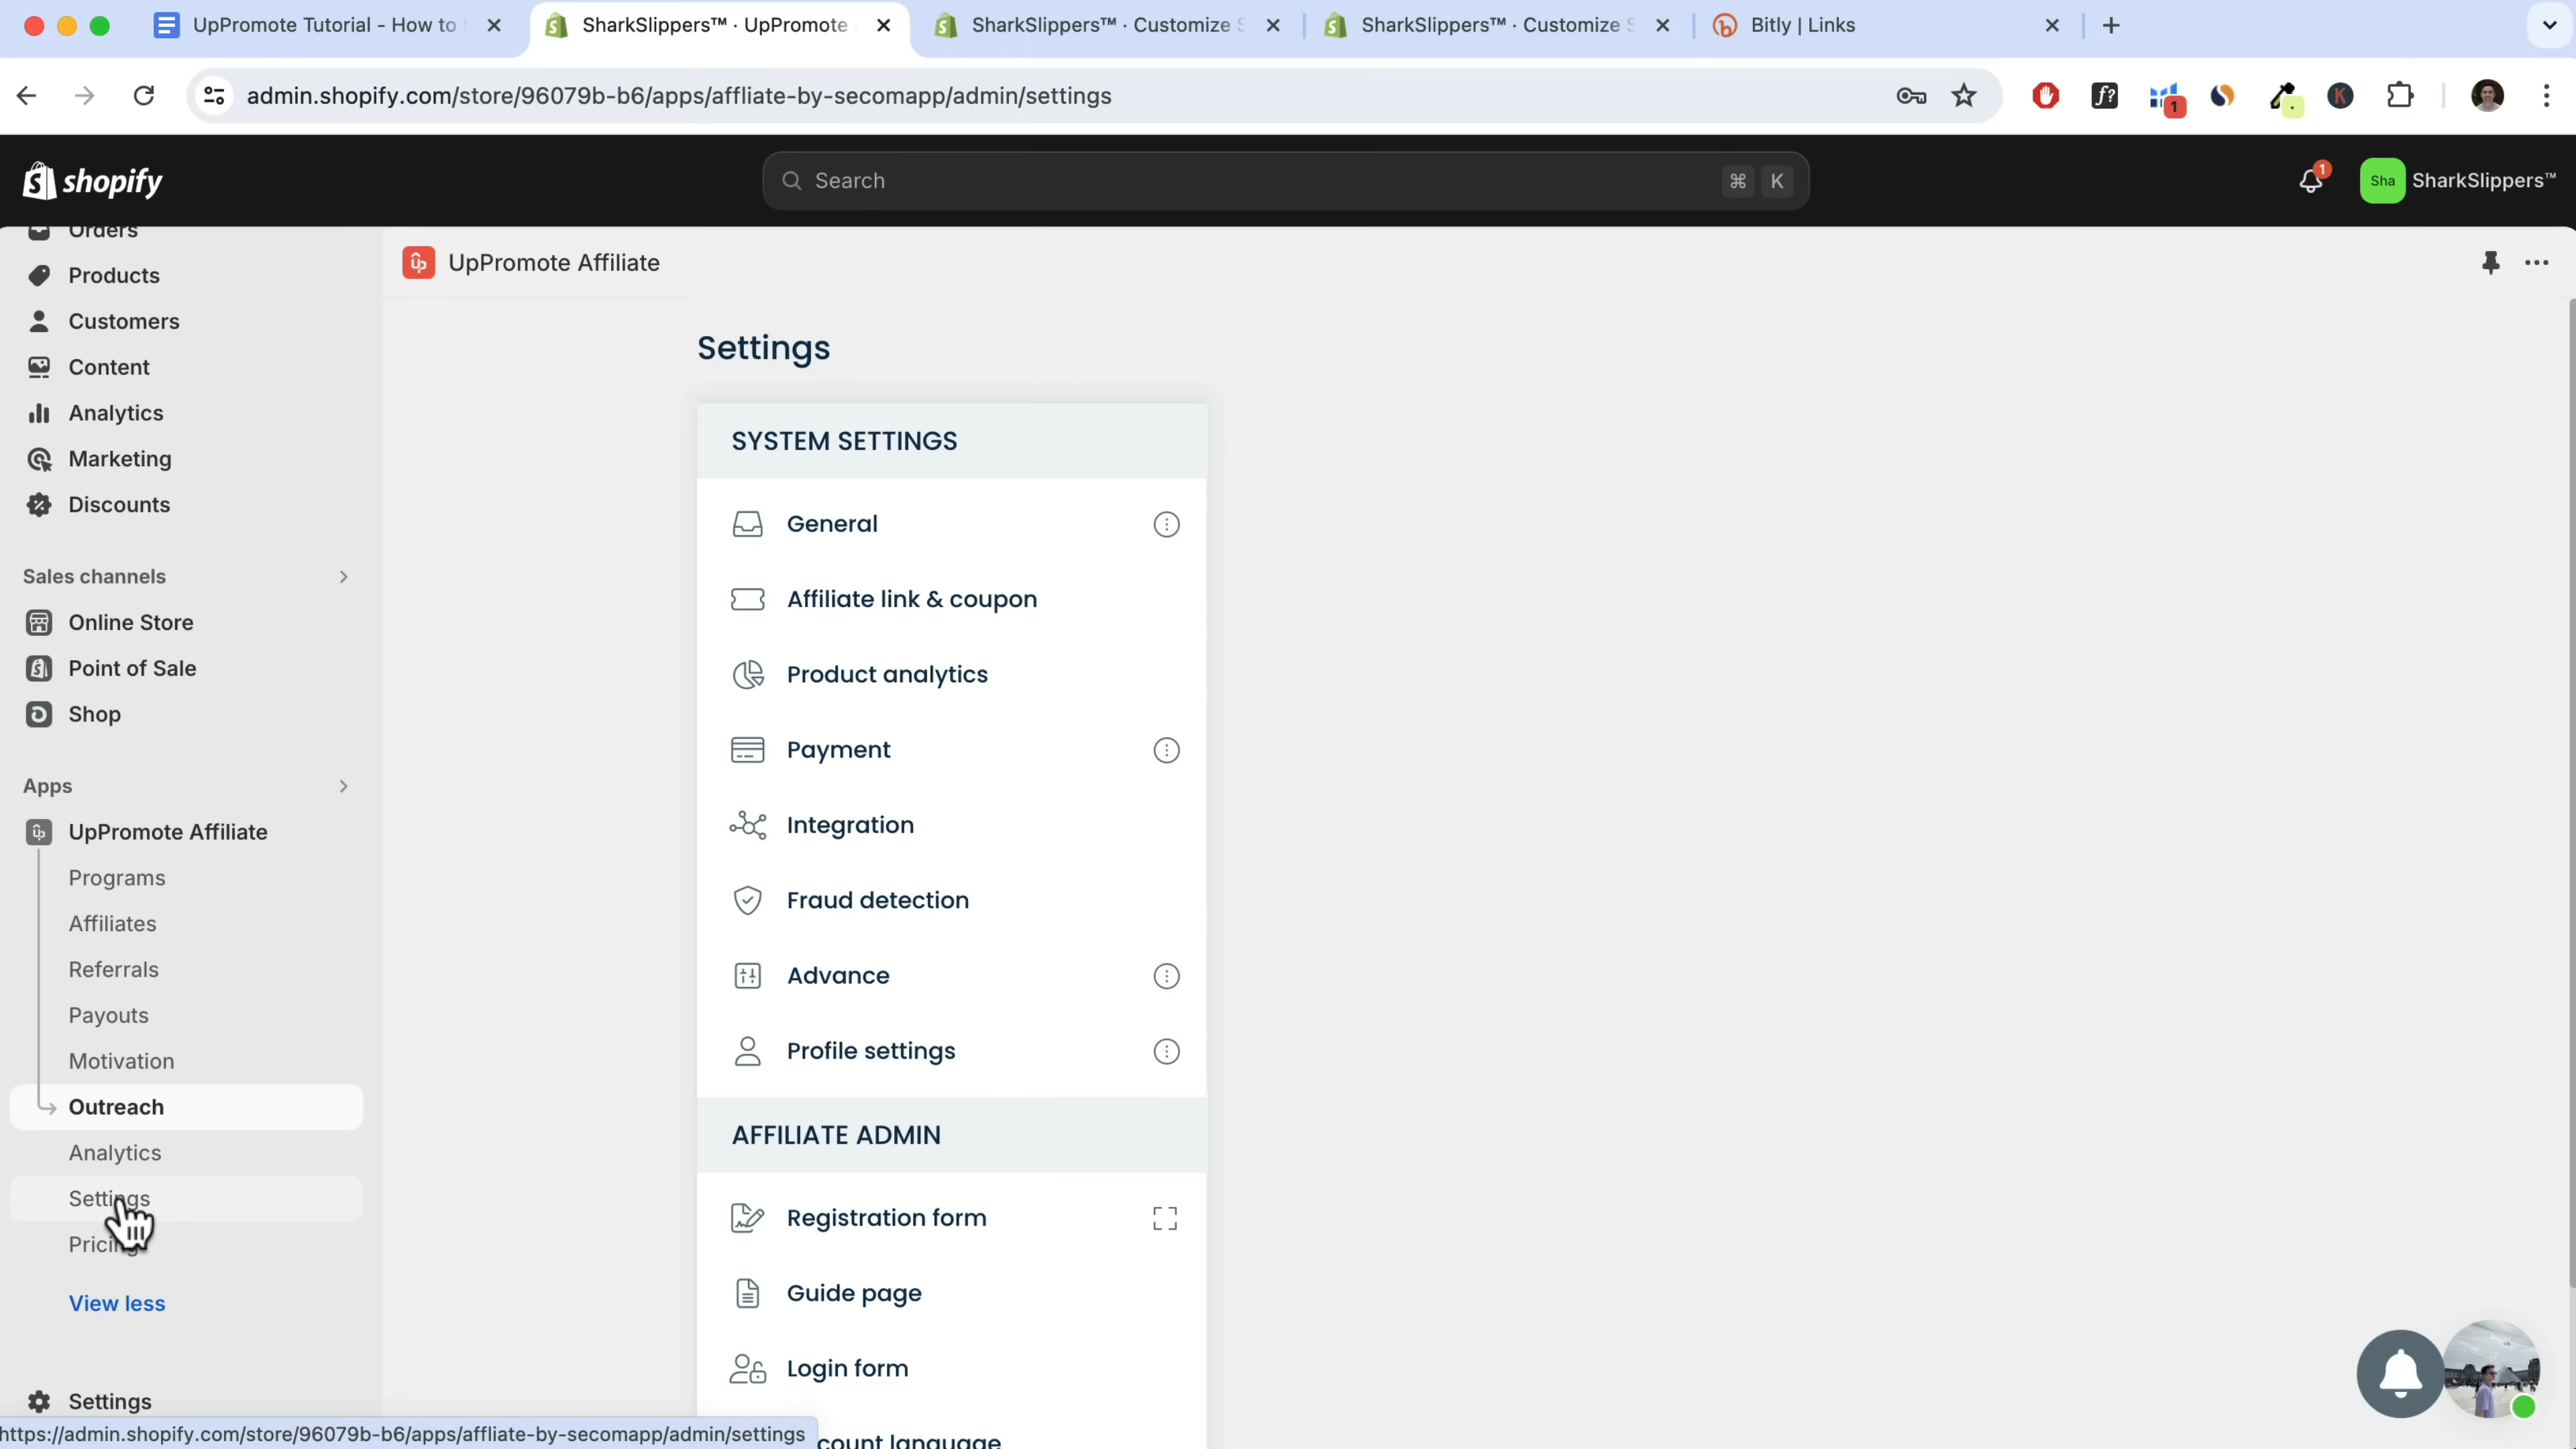 UpPromote Tutorial - How to
SharkSlippers™ · UpPromote
SharkSlippers™ · Customize
SharkSlippers™ · Customize
Bitly | Links
admin.shopify.com/store/96079b-b6/apps/affliate-by-secomapp/admin/settings
f?
1
K
shopify
Search
⌘ K
1
Sha
SharkSlippers™
Orders
Products
Customers
Content
Analytics
Marketing
Discounts
Sales channels
Online Store
Point of Sale
Shop
Apps
UpPromote Affiliate
Programs
Affiliates
Referrals
Payouts
Motivation
Outreach
Analytics
Settings
Pricing
View less
Settings
https://admin.shopify.com/store/96079b-b6/apps/affliate-by-secomapp/admin/settings
UpPromote Affiliate
Settings
SYSTEM SETTINGS
General
Affiliate link & coupon
Product analytics
Payment
Integration
Fraud detection
Advance
Profile settings
AFFILIATE ADMIN
Registration form
Guide page
Login form
count language